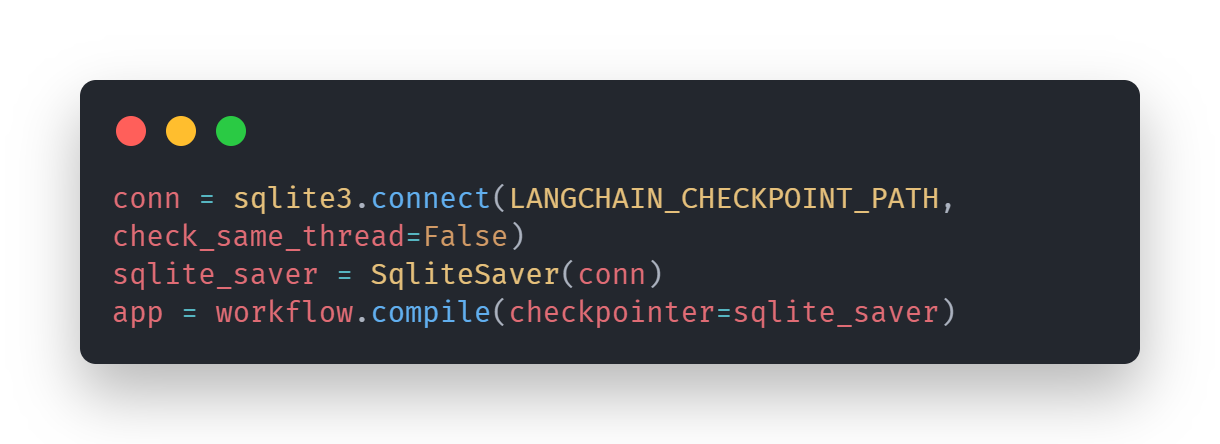 conn = sqlite3.connect(LANGCHAIN_CHECKPOINT_PATH,
check_same_thread=False)
sqlite_saver = SqliteSaver(conn)
app = workflow.compile(checkpointer=sqlite_saver)